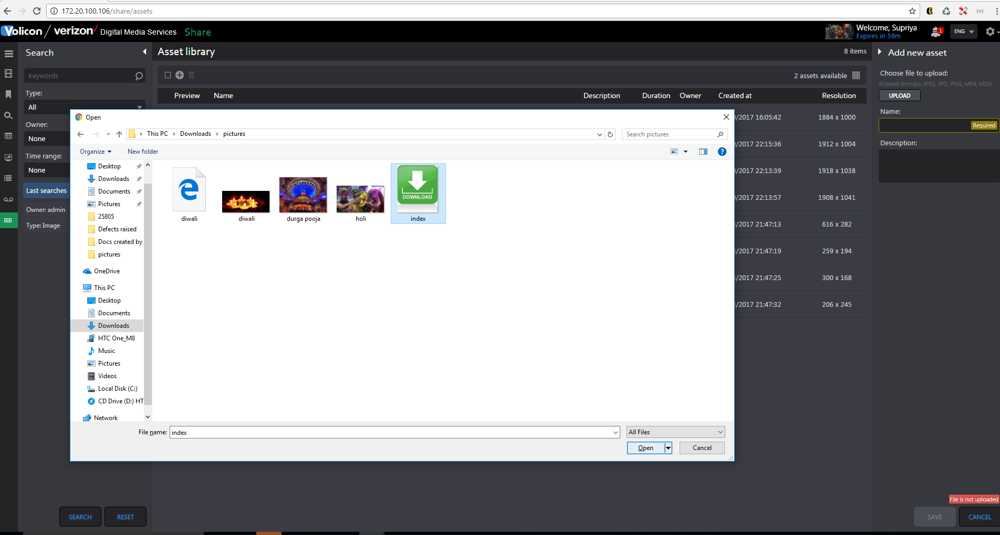 172.20.100.106/share/assets
Volicon / verizon Digital Media Services Share
Welcome, Supriya
Expires in 59m
1
ENG
Search
Keywords
Type:
All
Owner:
None
Time range:
None
Last searches
Owner: admin
Type: Image
SEARCH
RESET
Asset library
8 items
2 assets available
Preview Name Description Duration Owner Created at Resolution
/2017 16:05:42 1884 x 1000
/2017 22:15:36 1912 x 1004
/2017 22:13:39 1918 x 1038
/2017 22:13:57 1908 x 1041
/2017 21:47:13 616 x 282
/2017 21:47:19 259 x 194
/2017 21:47:25 300 x 168
/2017 21:47:32 206 x 245
Open
This PC › Downloads › pictures
Search pictures
Organize
New folder
Desktop
Downloads
Documents
Pictures
25805
Defects raised
Docs created by
pictures
OneDrive
This PC
Desktop
Documents
Downloads
HTC One_M8
Music
Pictures
Videos
Local Disk (C:)
CD Drive (D:) HT
Network
DOWNLOAD
diwali
diwali
durga pooja
holi
index
File name: index
All Files
Open
Cancel
Add new asset
Choose file to upload:
Allowed formats: JPEG, JPG, PNG, MP4, MOV
UPLOAD
Name:
Required
Description:
File is not uploaded
SAVE
CANCEL